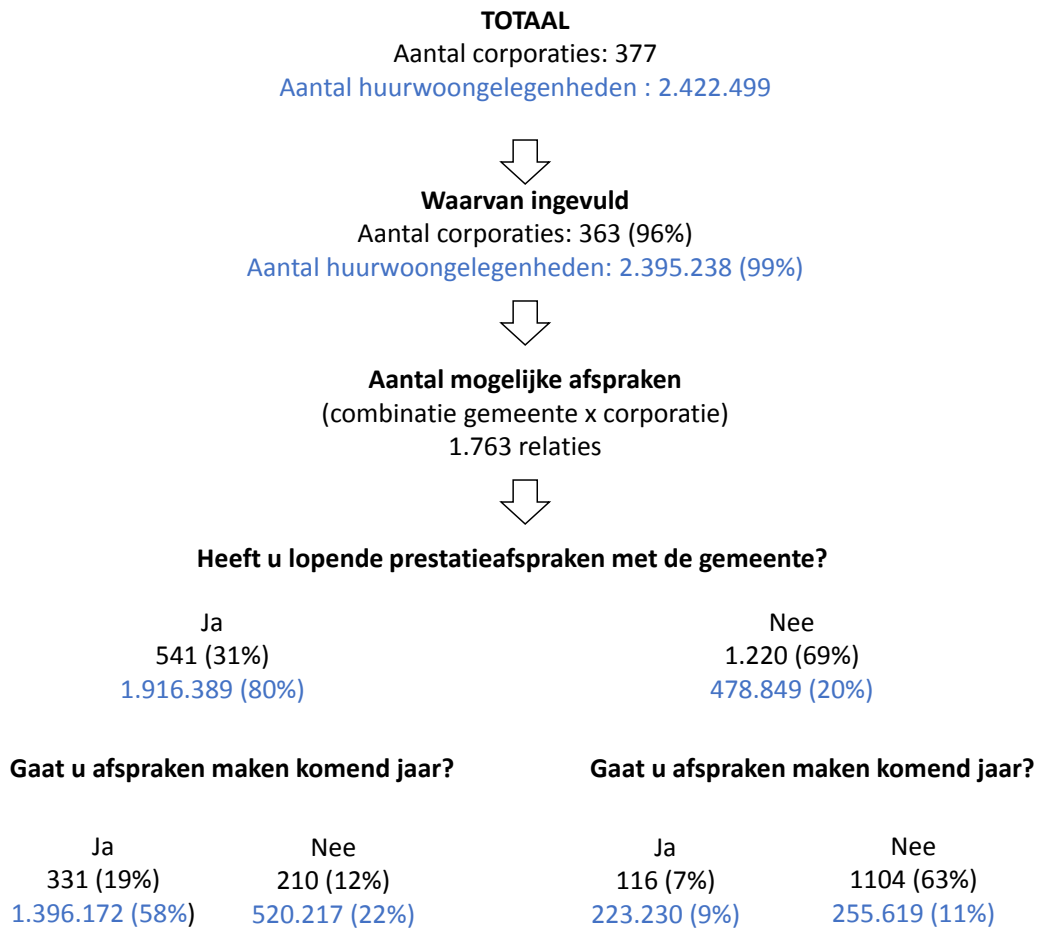 TOTAAL
Aantal corporaties: 377
Aantal huurwoongelegenheden : 2.422.499
Waarvan ingevuld
Aantal corporaties: 363 (96%)
Aantal huurwoongelegenheden: 2.395.238 (99%)
Aantal mogelijke afspraken
(combinatie gemeente x corporatie)
1.763 relaties
Heeft u lopende prestatieafspraken met de gemeente?
Ja
541 (31%)
1.916.389 (80%)
Nee
1.220 (69%)
478.849 (20%)
Gaat u afspraken maken komend jaar?
Ja
331 (19%)
1.396.172 (58%)
Nee
210 (12%)
520.217 (22%)
Gaat u afspraken maken komend jaar?
Ja
116 (7%)
223.230 (9%)
Nee
1104 (63%)
255.619 (11%)